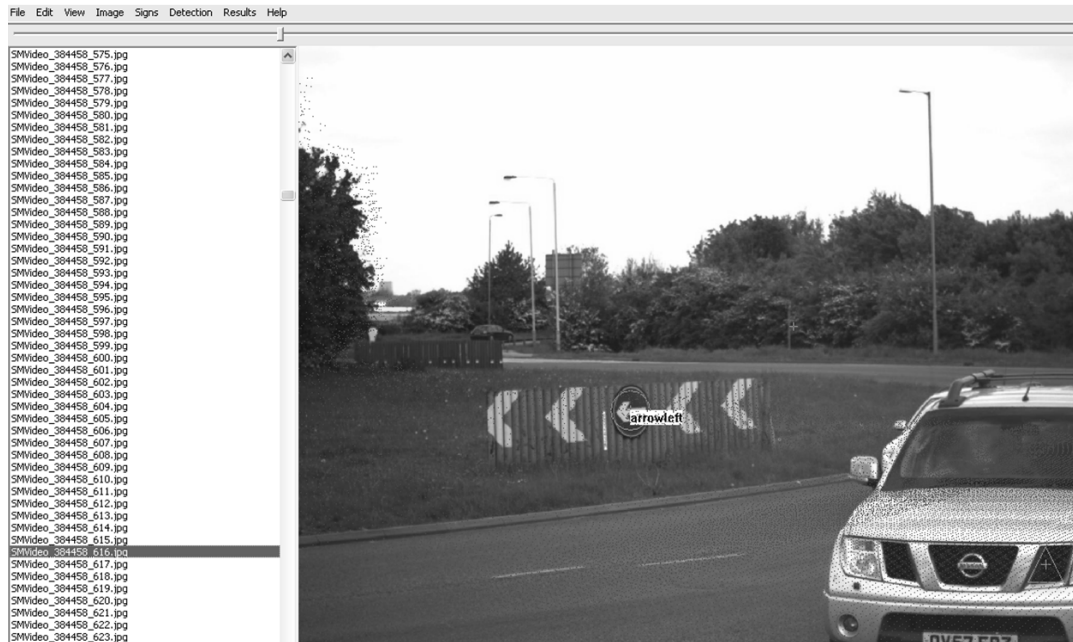 File Edit View Image Signs Detection Results Help
SMVideo_384458_575.jpg
SMVideo_384458_576.jpg
SMVideo_384458_577.jpg
SMVideo_384458_578.jpg
SMVideo_384458_579.jpg
SMVideo_384458_580.jpg
SMVideo_384458_581.jpg
SMVideo_384458_582.jpg
SMVideo_384458_583.jpg
SMVideo_384458_584.jpg
SMVideo_384458_585.jpg
SMVideo_384458_586.jpg
SMVideo_384458_587.jpg
SMVideo_384458_588.jpg
SMVideo_384458_589.jpg
SMVideo_384458_590.jpg
SMVideo_384458_591.jpg
SMVideo_384458_592.jpg
SMVideo_384458_593.jpg
SMVideo_384458_594.jpg
SMVideo_384458_595.jpg
SMVideo_384458_596.jpg
SMVideo_384458_597.jpg
SMVideo_384458_598.jpg
SMVideo_384458_599.jpg
SMVideo_384458_600.jpg
SMVideo_384458_601.jpg
SMVideo_384458_602.jpg
SMVideo_384458_603.jpg
SMVideo_384458_604.jpg
SMVideo_384458_605.jpg
SMVideo_384458_606.jpg
SMVideo_384458_607.jpg
SMVideo_384458_608.jpg
SMVideo_384458_609.jpg
SMVideo_384458_610.jpg
SMVideo_384458_611.jpg
SMVideo_384458_612.jpg
SMVideo_384458_613.jpg
SMVideo_384458_614.jpg
SMVideo_384458_615.jpg
SMVideo_384458_616.jpg
SMVideo_384458_617.jpg
SMVideo_384458_618.jpg
SMVideo_384458_619.jpg
SMVideo_384458_620.jpg
SMVideo_384458_621.jpg
SMVideo_384458_622.jpg
SMVideo_384458_623.jpg
arrowleft